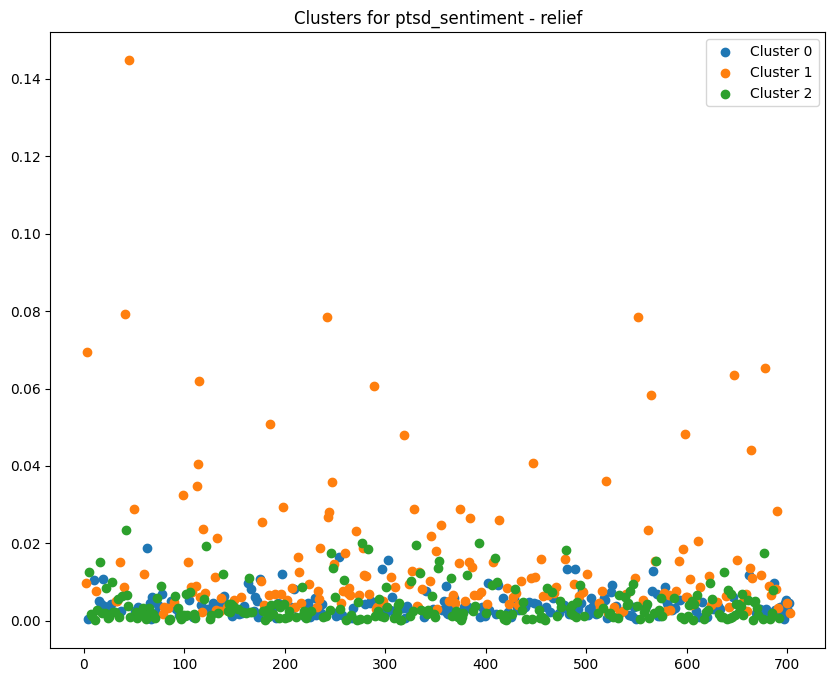 Clusters for ptsd_sentiment - relief
Cluster 0
Cluster 1
Cluster 2
0.14
0.12
0.10
0.08
0.06
0.04
0.02
0.00
0 100 200 300 400 500 600 700